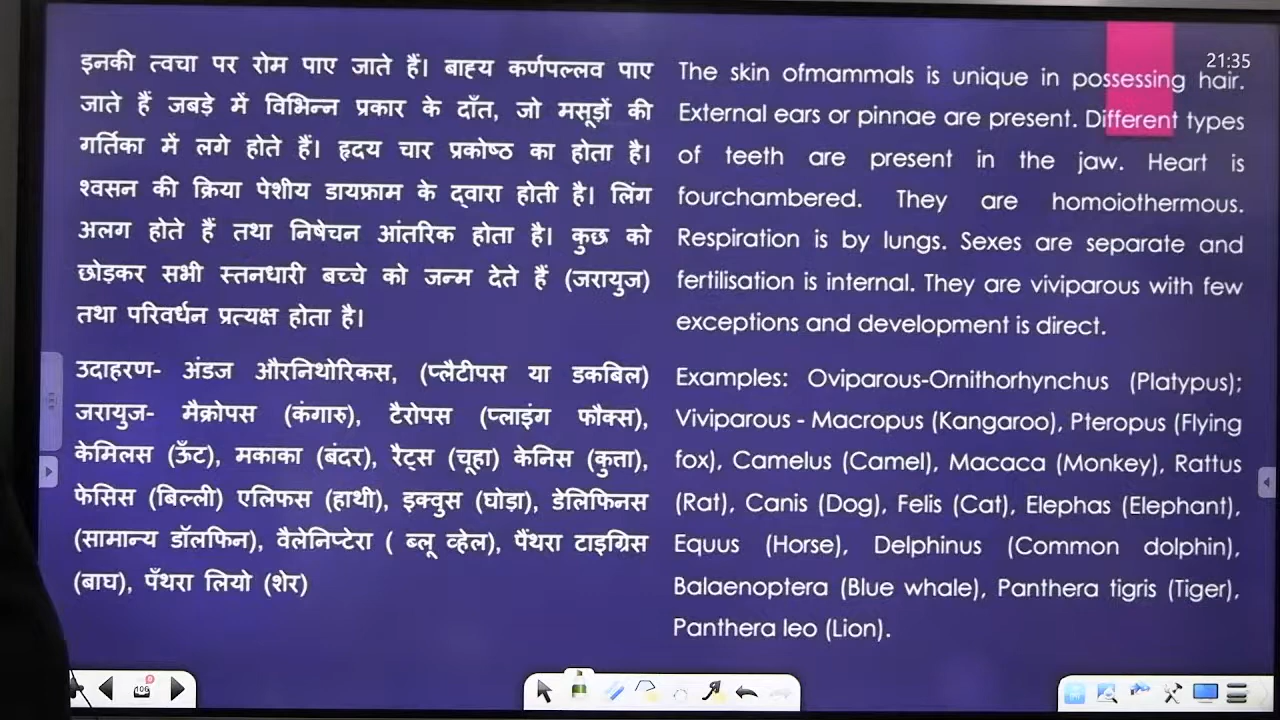 इनकी त्वचा पर रोम पाए जाते हैं। बाह्य कर्णपल्लव पाए
जाते हैं जबड़े में विभिन्न प्रकार के दाँत, जो मसूड़ों की
गर्तिका में लगे होते हैं। हृदय चार प्रकोष्ठ का होता है।
श्वसन की क्रिया पेशीय डायफ्राम के द्वारा होती है। लिंग
अलग होते हैं तथा निषेचन आंतरिक होता है। कुछ को
छोड़कर सभी स्तनधारी बच्चे को जन्म देते हैं (जरायुज)
तथा परिवर्धन प्रत्यक्ष होता है।
उदाहरण- अंडज औरनिथोरिकस, (प्लैटीपस या डकबिल)
जरायुज- मैक्रोपस (कंगारु), टैरोपस (प्लाइंग फौक्स),
केमिलस (ऊँट), मकाका (बंदर), रैट्स (चूहा) केनिस (कुत्ता),
फेसिस (बिल्ली) एलिफस (हाथी), इक्वुस (घोड़ा), डेलिफिनस
(सामान्य डॉलफिन), वैलेनिप्टेरा ( ब्लू व्हेल), पैंथरा टाइग्रिस
(बाघ), पँथरा लियो (शेर)
21:35
The skin ofmammals is unique in possessing hair.
External ears or pinnae are present. Different types
of teeth are present in the jaw. Heart is
fourchambered. They are homoiothermous.
Respiration is by lungs. Sexes are separate and
fertilisation is internal. They are viviparous with few
exceptions and development is direct.
Examples: Oviparous-Ornithorhynchus (Platypus);
Viviparous - Macropus (Kangaroo), Pteropus (Flying
fox), Camelus (Camel), Macaca (Monkey), Rattus
(Rat), Canis (Dog), Felis (Cat), Elephas (Elephant),
Equus (Horse), Delphinus (Common dolphin),
Balaenoptera (Blue whale), Panthera tigris (Tiger),
Panthera leo (Lion).
106